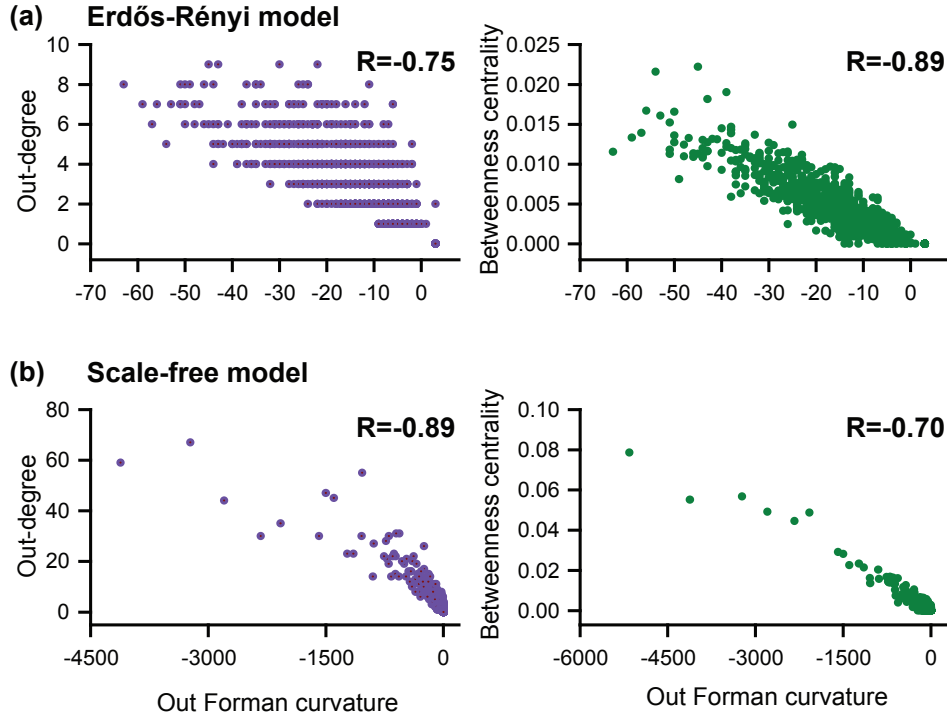 (a) Erdős-Rényi model
R=-0.75
Out-degree
10
8
6
4
2
0
-70 -60 -50 -40 -30 -20 -10 0
R=-0.89
Betweenness centrality
0.025
0.020
0.015
0.010
0.005
0.000
-70 -60 -50 -40 -30 -20 -10 0
(b) Scale-free model
R=-0.89
Out-degree
80
60
40
20
0
-4500 -3000 -1500 0
Out Forman curvature
R=-0.70
Betweenness centrality
0.10
0.08
0.06
0.04
0.02
0.00
-6000 -4500 -3000 -1500 0
Out Forman curvature